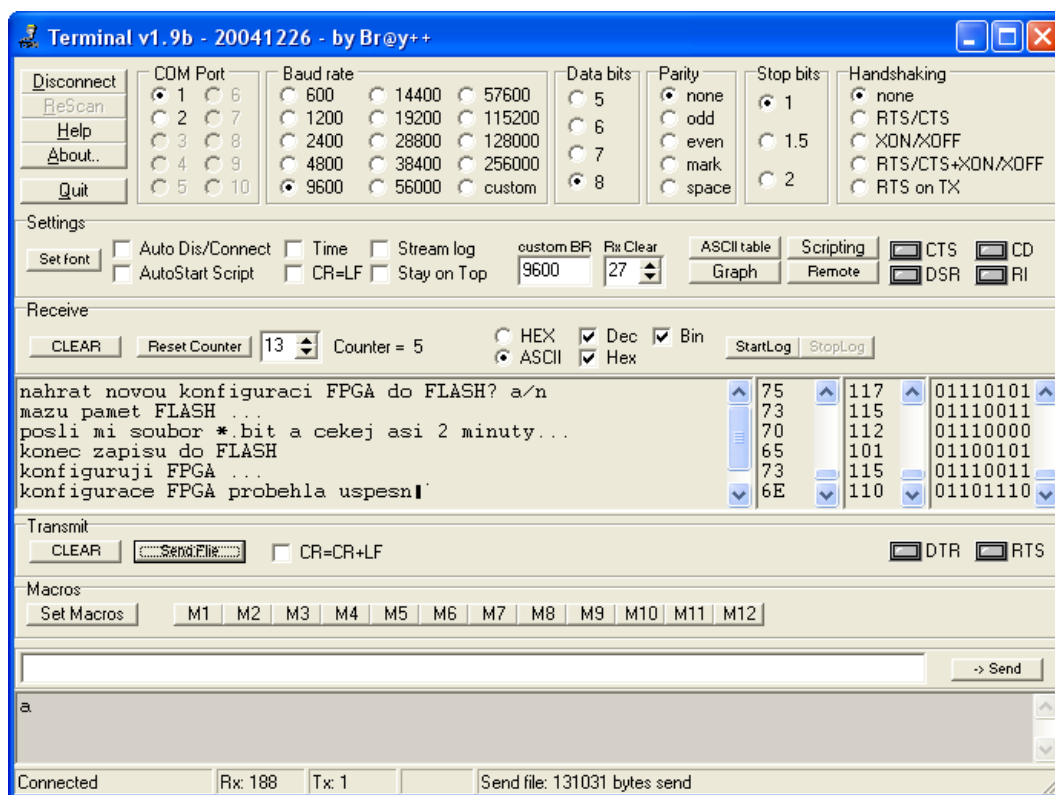 Terminal v1.9b - 20041226 - by Br@y++
Disconnect
ReScan
Help
About..
Quit
COM Port
1 6
2 7
3 8
4 9
5 10
Baud rate
600 14400 57600
1200 19200 115200
2400 28800 128000
4800 38400 256000
9600 56000 custom
Data bits
5
6
7
8
Parity
none
odd
even
mark
space
Stop bits
1
1.5
2
Handshaking
none
RTS/CTS
XON/XOFF
RTS/CTS+XON/XOFF
RTS on TX
Settings
Set font
Auto Dis/Connect Time Stream log
AutoStart Script CR=LF Stay on Top
custom BR Rx Clear
9600 27
ASCII table Scripting
Graph Remote
CTS CD
DSR RI
Receive
CLEAR Reset Counter 13 Counter = 5
HEX Dec Bin
ASCII Hex
StartLog StopLog
nahrat novou konfiguraci FPGA do FLASH? a/n
mazu pamet FLASH ...
posli mi soubor *.bit a cekej asi 2 minuty...
konec zapisu do FLASH
konfiguruji FPGA ...
konfigurace FPGA probehla uspesn
75 117 01110101
73 115 01110011
70 112 01110000
65 101 01100101
73 115 01110011
6E 110 01101110
Transmit
CLEAR Send File CR=CR+LF DTR RTS
Macros
Set Macros M1 M2 M3 M4 M5 M6 M7 M8 M9 M10 M11 M12
-> Send
a
Connected Rx: 188 Tx: 1 Send file: 131031 bytes send